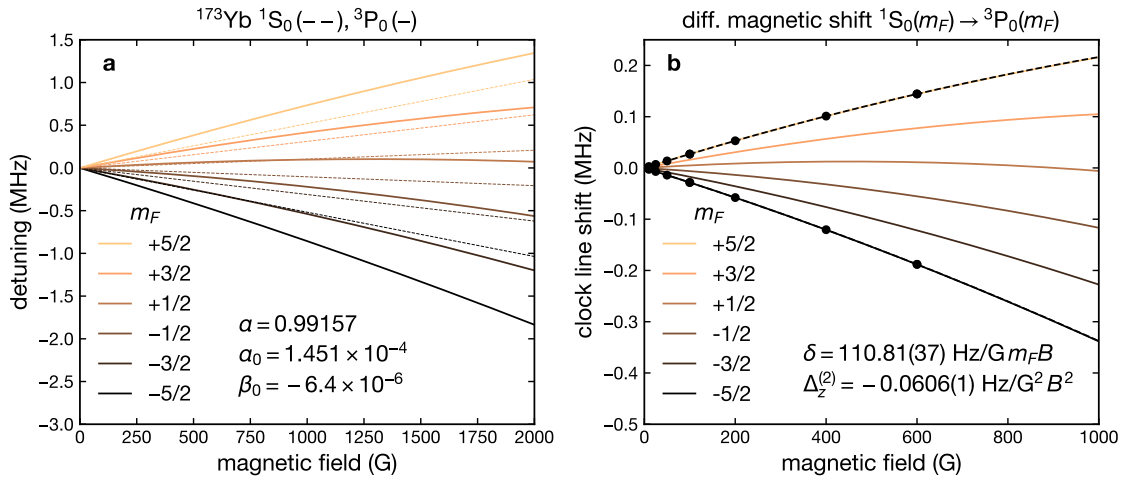 ¹⁷³Yb ¹S₀ (– –), ³P₀ (–)
a
detuning (MHz)
1.5
1.0
0.5
0.0
−0.5
−1.0
−1.5
−2.0
−2.5
−3.0
m_F
+5/2
+3/2
+1/2
−1/2
−3/2
−5/2
α = 0.99157
α₀ = 1.451 × 10⁻⁴
β₀ = − 6.4 × 10⁻⁶
0 250 500 750 1000 1250 1500 1750 2000
magnetic field (G)
diff. magnetic shift ¹S₀(m_F) → ³P₀(m_F)
b
clock line shift (MHz)
0.2
0.1
0.0
−0.1
−0.2
−0.3
−0.4
−0.5
m_F
+5/2
+3/2
+1/2
-1/2
-3/2
-5/2
δ = 110.81(37) Hz/G m_F B
Δ_z⁽²⁾ = − 0.0606(1) Hz/G² B²
0 200 400 600 800 1000
magnetic field (G)